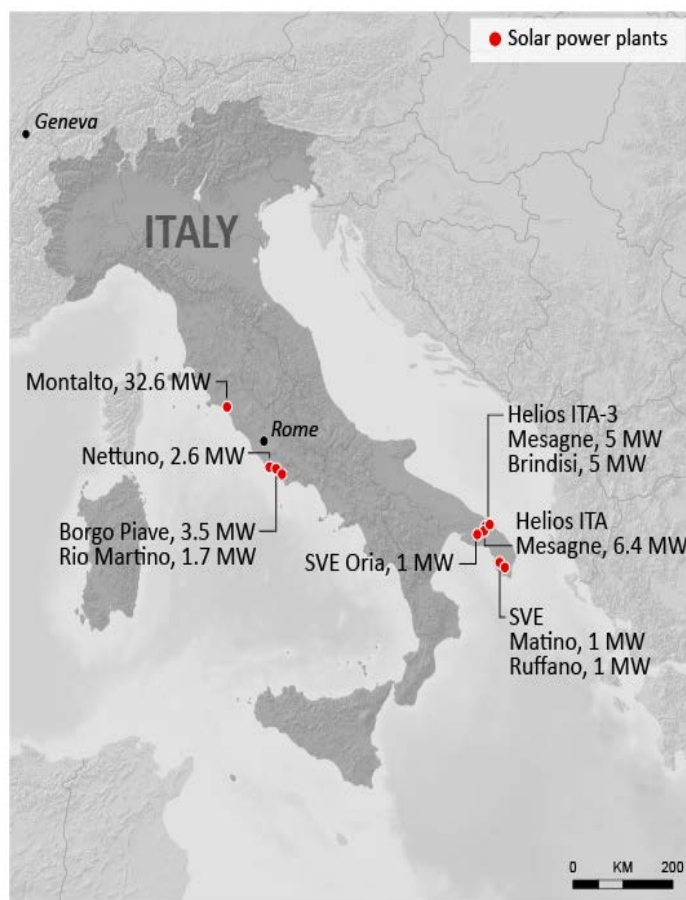 Solar power plants
Geneva
ITALY
Montalto, 32.6 MW
Rome
Nettuno, 2.6 MW
Borgo Piave, 3.5 MW
Rio Martino, 1.7 MW
Helios ITA-3
Mesagne, 5 MW
Brindisi, 5 MW
Helios ITA
Mesagne, 6.4 MW
SVE Oria, 1 MW
SVE
Matino, 1 MW
Ruffano, 1 MW
0 KM 200